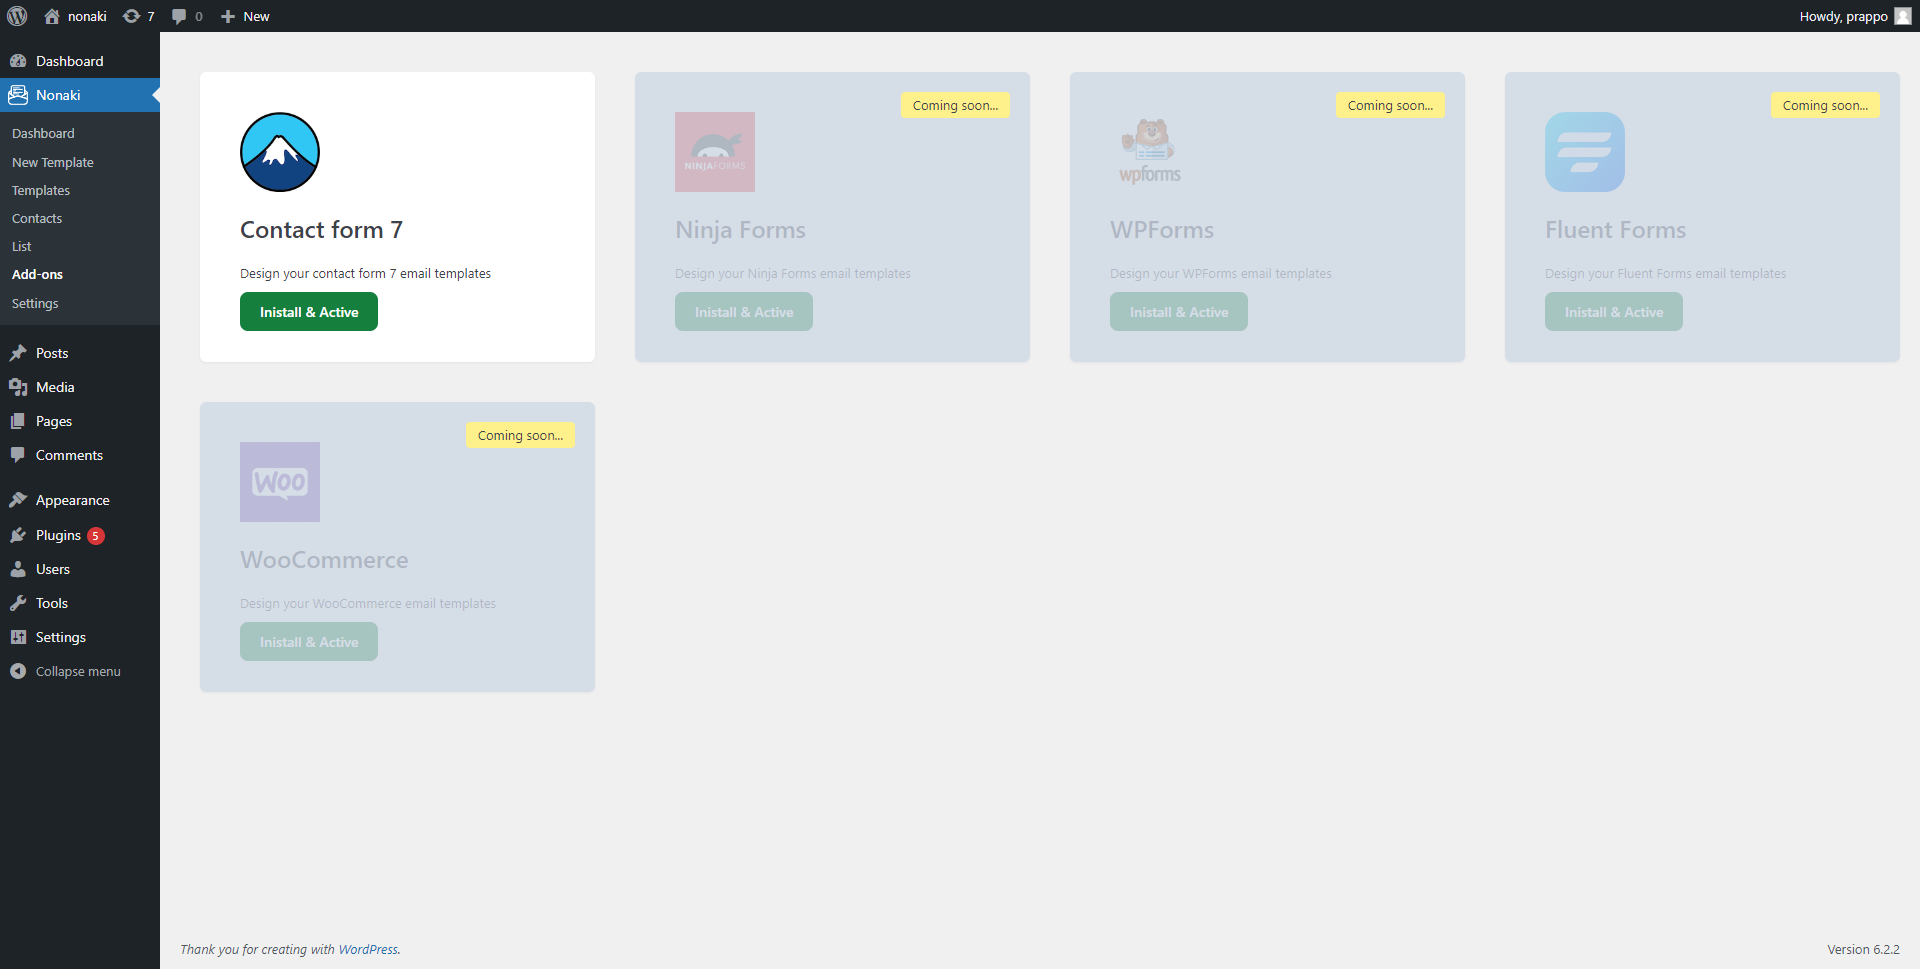 nonaki
7
0
New
Howdy, prappo
Dashboard
Nonaki
Dashboard
New Template
Templates
Contacts
List
Add-ons
Settings
Posts
Media
Pages
Comments
Appearance
Plugins 5
Users
Tools
Settings
Collapse menu
Contact form 7
Design your contact form 7 email templates
Inistall & Active
Coming soon...
NINJAFORMS
Ninja Forms
Design your Ninja Forms email templates
Inistall & Active
Coming soon...
wpforms
WPForms
Design your WPForms email templates
Inistall & Active
Coming soon...
Fluent Forms
Design your Fluent Forms email templates
Inistall & Active
Coming soon...
Woo
WooCommerce
Design your WooCommerce email templates
Inistall & Active
Thank you for creating with WordPress.
Version 6.2.2